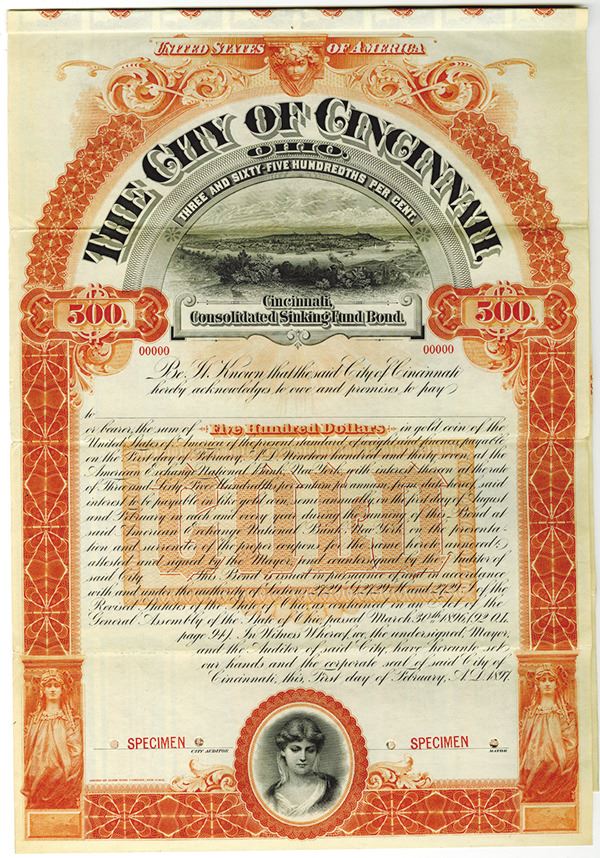 UNITED STATES OF AMERICA
THE CITY OF CINCINNATI,
OHIO.
THREE AND SIXTY-FIVE HUNDREDTHS PER CENT.
Cincinnati,
Consolidated Sinking Fund Bond.
500. 500.
00000 00000
Be It Known that the said City of Cincinnati
hereby acknowledges to owe and promises to pay
to
or bearer, the sum of Five Hundred Dollars in gold coin of the
United States of America of the present standard of weight and fineness, payable
on the First day of February, A.D. Nineteen hundred and thirty seven, at the
American Exchange National Bank, New York, with interest thereon at the rate
of Three and Sixty-Five Hundredths per centum per annum, from date hereof, said
interest to be payable in like gold coin semi-annually, on the first day of August
and February in each and every year during the of this Bond at
said American Exchange National Bank, New York, on the presenta-
tion and surrender of the proper coupons for the same hereto annexed,
attested and signed by the Mayor, and countersigned by the Auditor of
said City. This Bond is issued in pursuance of and in accordance
with and under the authority of Sections 2729 and 2729
Revised Statutes of the State of Ohio, an act of the
General Assembly of the State of Ohio, passed March 30th 1896, (92 O.L.
page 94). In Witness Whereof, we, the undersigned, Mayor,
and the Auditor of said City have hereunto set
our hands and the corporate seal of said City of
Cincinnati, this, First day of February, A.D. 1897.
GOLD
SPECIMEN SPECIMEN
CITY AUDITOR MAYOR